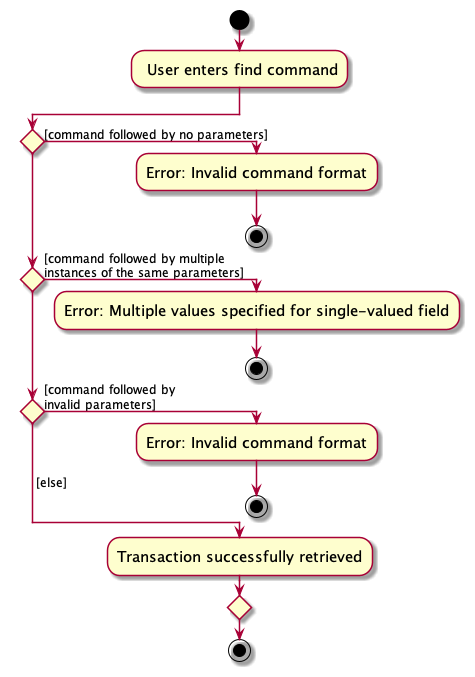 User enters find command
[command followed by no parameters]
Error: Invalid command format
[command followed by multiple
instances of the same parameters]
Error: Multiple values specified for single-valued field
[command followed by
invalid parameters]
Error: Invalid command format
[else]
Transaction successfully retrieved